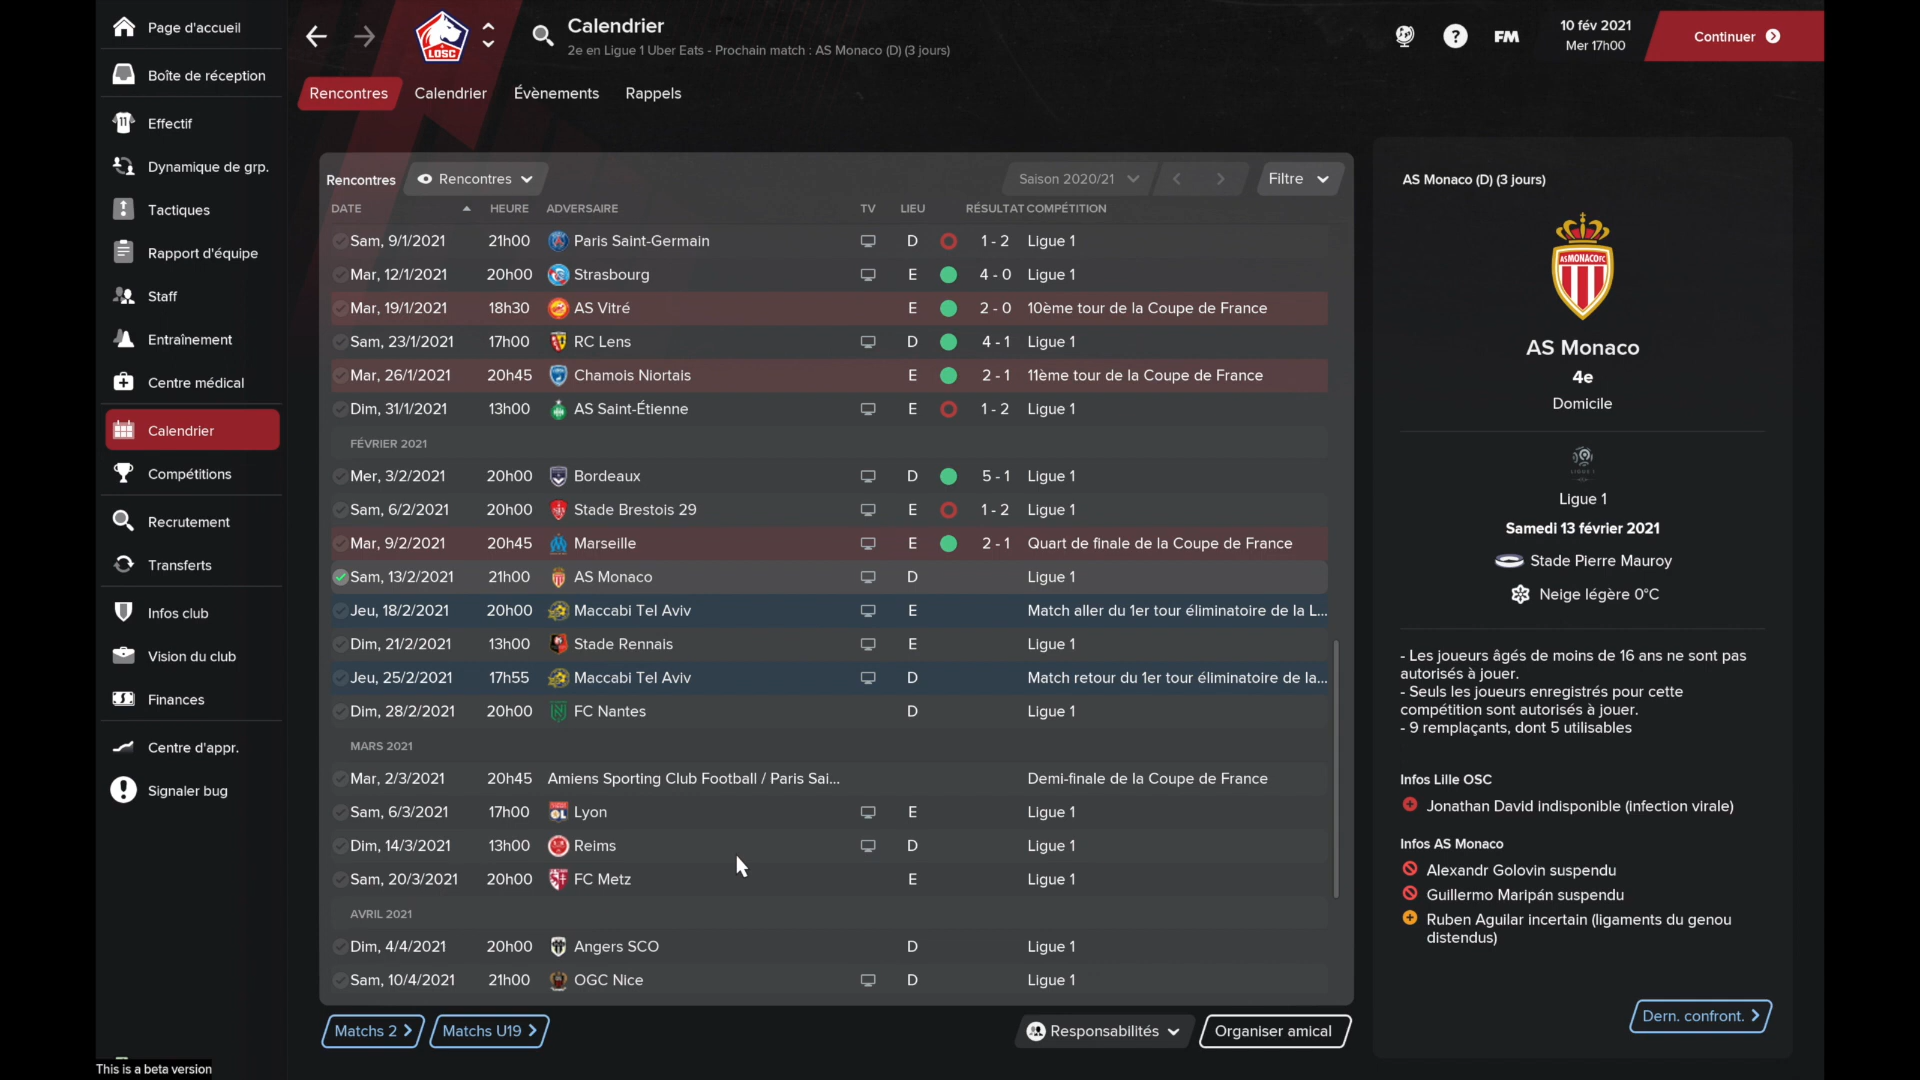 Page d'accueil
Boîte de réception
Effectif
Dynamique de grp.
Tactiques
Rapport d'équipe
Staff
Entraînement
Centre médical
Calendrier
Compétitions
Recrutement
Transferts
Infos club
Vision du club
Finances
Centre d'appr.
Signaler bug
This is a beta version
LOSC
Calendrier
2e en Ligue 1 Uber Eats - Prochain match : AS Monaco (D) (3 jours)
FM
10 fév 2021
Mer 17h00
Continuer
Rencontres Calendrier Évènements Rappels
Rencontres Rencontres Saison 2020/21 Filtre
DATE HEURE ADVERSAIRE TV LIEU RÉSULTAT COMPÉTITION
Sam, 9/1/2021 21h00 Paris Saint-Germain D 1 - 2 Ligue 1
Mar, 12/1/2021 20h00 Strasbourg E 4 - 0 Ligue 1
Mar, 19/1/2021 18h30 AS Vitré E 2 - 0 10ème tour de la Coupe de France
Sam, 23/1/2021 17h00 RC Lens D 4 - 1 Ligue 1
Mar, 26/1/2021 20h45 Chamois Niortais E 2 - 1 11ème tour de la Coupe de France
Dim, 31/1/2021 13h00 AS Saint-Étienne E 1 - 2 Ligue 1
FÉVRIER 2021
Mer, 3/2/2021 20h00 Bordeaux D 5 - 1 Ligue 1
Sam, 6/2/2021 20h00 Stade Brestois 29 E 1 - 2 Ligue 1
Mar, 9/2/2021 20h45 Marseille E 2 - 1 Quart de finale de la Coupe de France
Sam, 13/2/2021 21h00 AS Monaco D Ligue 1
Jeu, 18/2/2021 20h00 Maccabi Tel Aviv E Match aller du 1er tour éliminatoire de la L...
Dim, 21/2/2021 13h00 Stade Rennais E Ligue 1
Jeu, 25/2/2021 17h55 Maccabi Tel Aviv D Match retour du 1er tour éliminatoire de la...
Dim, 28/2/2021 20h00 FC Nantes D Ligue 1
MARS 2021
Mar, 2/3/2021 20h45 Amiens Sporting Club Football / Paris Sai... Demi-finale de la Coupe de France
Sam, 6/3/2021 17h00 Lyon E Ligue 1
Dim, 14/3/2021 13h00 Reims D Ligue 1
Sam, 20/3/2021 20h00 FC Metz E Ligue 1
AVRIL 2021
Dim, 4/4/2021 20h00 Angers SCO D Ligue 1
Sam, 10/4/2021 21h00 OGC Nice D Ligue 1
Matchs 2 Matchs U19 Responsabilités Organiser amical
AS Monaco (D) (3 jours)
AS MONACO FC
AS Monaco
4e
Domicile
LIGUE 1
Ligue 1
Samedi 13 février 2021
Stade Pierre Mauroy
Neige légère 0°C
- Les joueurs âgés de moins de 16 ans ne sont pas
autorisés à jouer.
- Seuls les joueurs enregistrés pour cette
compétition sont autorisés à jouer.
- 9 remplaçants, dont 5 utilisables
Infos Lille OSC
Jonathan David indisponible (infection virale)
Infos AS Monaco
Alexandr Golovin suspendu
Guillermo Maripán suspendu
Ruben Aguilar incertain (ligaments du genou
distendus)
Dern. confront.